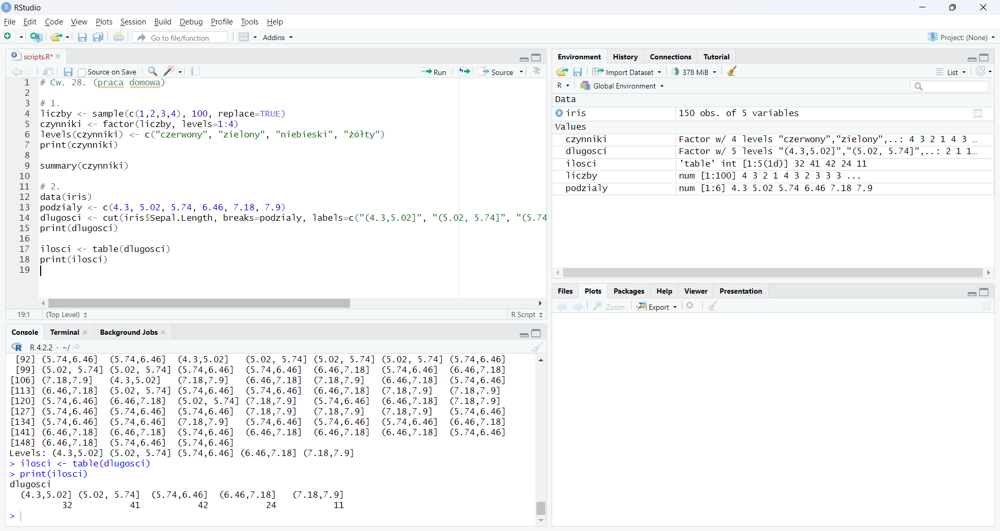 RStudio
File Edit Code View Plots Session Build Debug Profile Tools Help
Go to file/function Addins Project: (None)
scripts.R*
Source on Save Run Source
1 # Ćw. 28. (praca domowa)
2
3 # 1.
4 liczby <- sample(c(1,2,3,4), 100, replace=TRUE)
5 czynniki <- factor(liczby, levels=1:4)
6 levels(czynniki) <- c("czerwony", "zielony", "niebieski", "żółty")
7 print(czynniki)
8
9 summary(czynniki)
10
11 # 2.
12 data(iris)
13 podzialy <- c(4.3, 5.02, 5.74, 6.46, 7.18, 7.9)
14 dlugosci <- cut(iris$Sepal.Length, breaks=podzialy, labels=c("(4.3,5.02]", "(5.02, 5.74]", "(5.74
15 print(dlugosci)
16
17 ilosci <- table(dlugosci)
18 print(ilosci)
19
19:1 (Top Level) R Script
Console Terminal Background Jobs
R 4.2.2 · ~/
[92] (5.74,6.46] (5.74,6.46] (4.3,5.02] (5.02, 5.74] (5.02, 5.74] (5.02, 5.74] (5.74,6.46]
[99] (5.02, 5.74] (5.02, 5.74] (5.74,6.46] (5.74,6.46] (6.46,7.18] (5.74,6.46] (6.46,7.18]
[106] (7.18,7.9] (4.3,5.02] (7.18,7.9] (6.46,7.18] (7.18,7.9] (6.46,7.18] (5.74,6.46]
[113] (6.46,7.18] (5.02, 5.74] (5.74,6.46] (5.74,6.46] (6.46,7.18] (7.18,7.9] (7.18,7.9]
[120] (5.74,6.46] (6.46,7.18] (5.02, 5.74] (7.18,7.9] (5.74,6.46] (6.46,7.18] (7.18,7.9]
[127] (5.74,6.46] (5.74,6.46] (5.74,6.46] (7.18,7.9] (7.18,7.9] (7.18,7.9] (5.74,6.46]
[134] (5.74,6.46] (5.74,6.46] (7.18,7.9] (5.74,6.46] (5.74,6.46] (5.74,6.46] (6.46,7.18]
[141] (6.46,7.18] (6.46,7.18] (5.74,6.46] (6.46,7.18] (6.46,7.18] (6.46,7.18] (5.74,6.46]
[148] (6.46,7.18] (5.74,6.46] (5.74,6.46]
Levels: (4.3,5.02] (5.02, 5.74] (5.74,6.46] (6.46,7.18] (7.18,7.9]
> ilosci <- table(dlugosci)
> print(ilosci)
dlugosci
(4.3,5.02] (5.02, 5.74] (5.74,6.46] (6.46,7.18] (7.18,7.9]
32 41 42 24 11
>
Environment History Connections Tutorial
Import Dataset 378 MiB List
R Global Environment
Data
iris 150 obs. of 5 variables
Values
czynniki Factor w/ 4 levels "czerwony","zielony",..: 4 3 2 1 4 3 …
dlugosci Factor w/ 5 levels "(4.3,5.02]","(5.02, 5.74]",..: 2 1 1…
ilosci 'table' int [1:5(1d)] 32 41 42 24 11
liczby num [1:100] 4 3 2 1 4 3 2 3 3 3 ...
podzialy num [1:6] 4.3 5.02 5.74 6.46 7.18 7.9
Files Plots Packages Help Viewer Presentation
Zoom Export